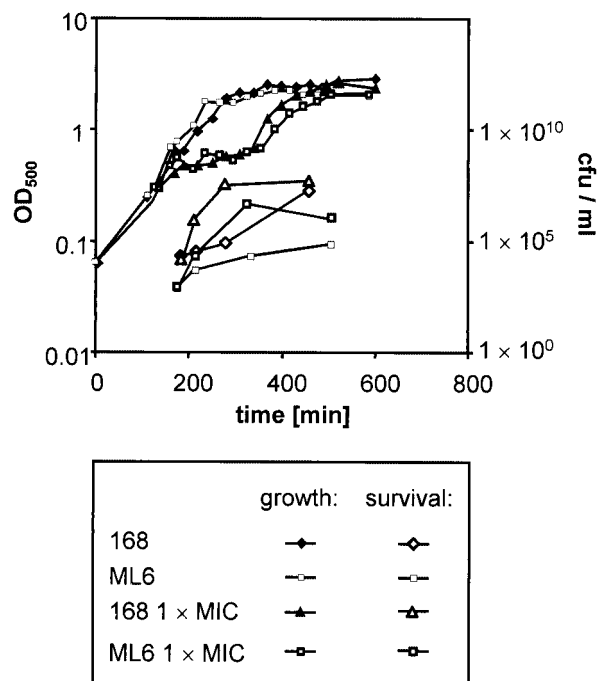 10
1
0.1
0.01
OD500
1 × 10^10
1 × 10^5
1 × 10^0
cfu / ml
0 200 400 600 800
time [min]
growth: survival:
168
ML6
168 1 × MIC
ML6 1 × MIC